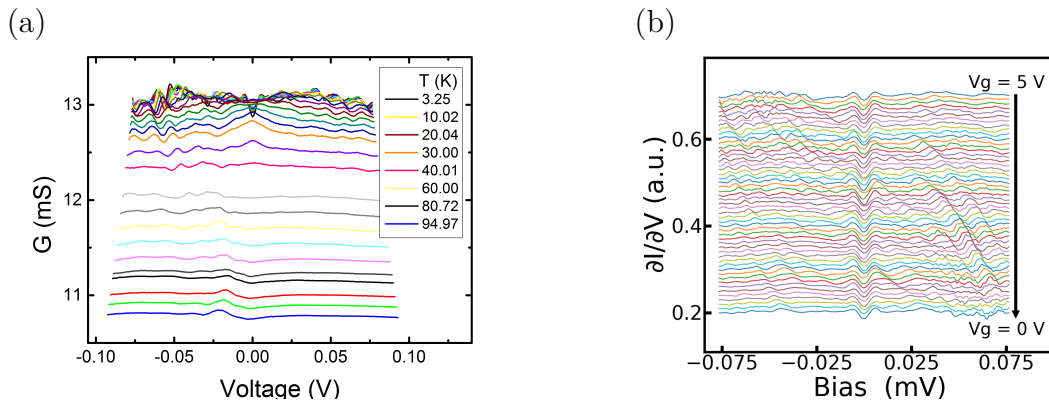 (a)
G (mS)
13
12
11
T (K)
3.25
10.02
20.04
30.00
40.01
60.00
80.72
94.97
-0.10
-0.05
0.00
0.05
0.10
Voltage (V)
(b)
∂I/∂V (a.u.)
0.6
0.4
0.2
Vg = 5 V
Vg = 0 V
−0.075
−0.025
0.025
0.075
Bias (mV)